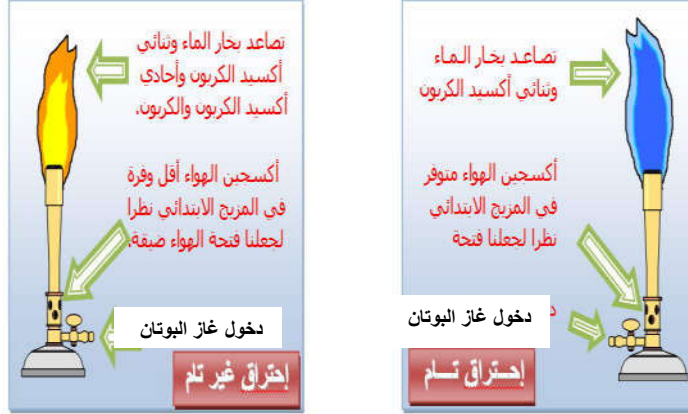 تصاعد بخار الماء وثنائي
أكسيد الكربون وأحادي
أكسيد الكربون والكربون.
أكسجين الهواء أقل وفرة
في المزيج الابتدائي نظرا
لجعلنا فتحة الهواء ضيقة.
دخول غاز البوتان
إحتراق غير تام
تصاعد بخار الماء
وثنائي أكسيد الكربون
أكسجين الهواء متوفر
في المزيج الابتدائي
نظرا لجعلنا فتحة
دخول غاز البوتان
إحتراق تام